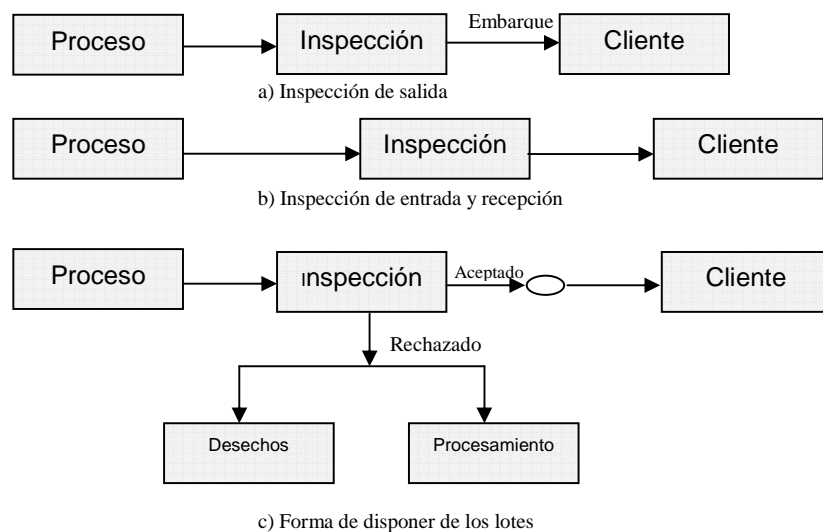 Proceso
Inspección
Embarque
Cliente
a) Inspección de salida
Proceso
Inspección
Cliente
b) Inspección de entrada y recepción
Proceso
Inspección
Aceptado
Cliente
Rechazado
Desechos
Procesamiento
c) Forma de disponer de los lotes